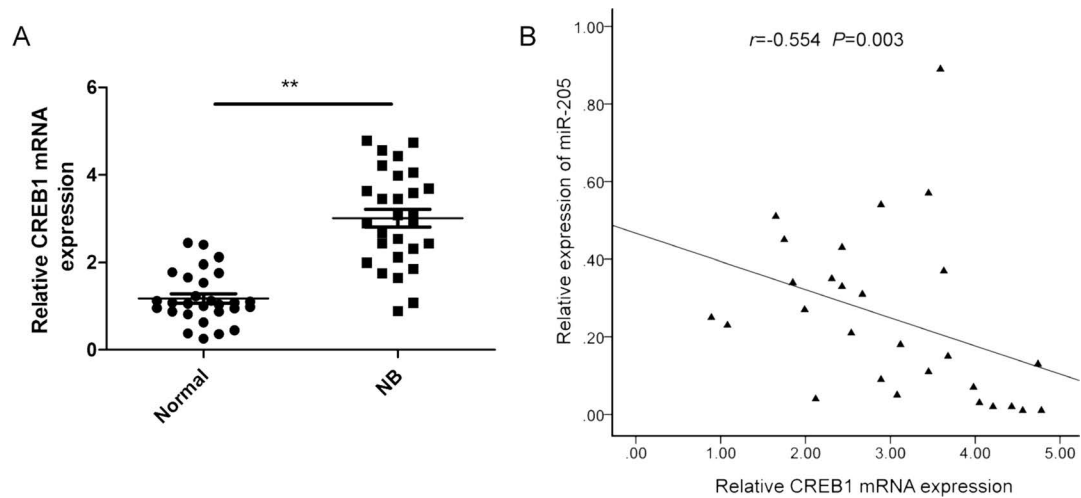 A
**
Relative CREB1 mRNA
expression
6
4
2
0
Normal
NB
B
r=-0.554 P=0.003
Relative expression of miR-205
1.00
.80
.60
.40
.20
.00
.00
1.00
2.00
3.00
4.00
5.00
Relative CREB1 mRNA expression